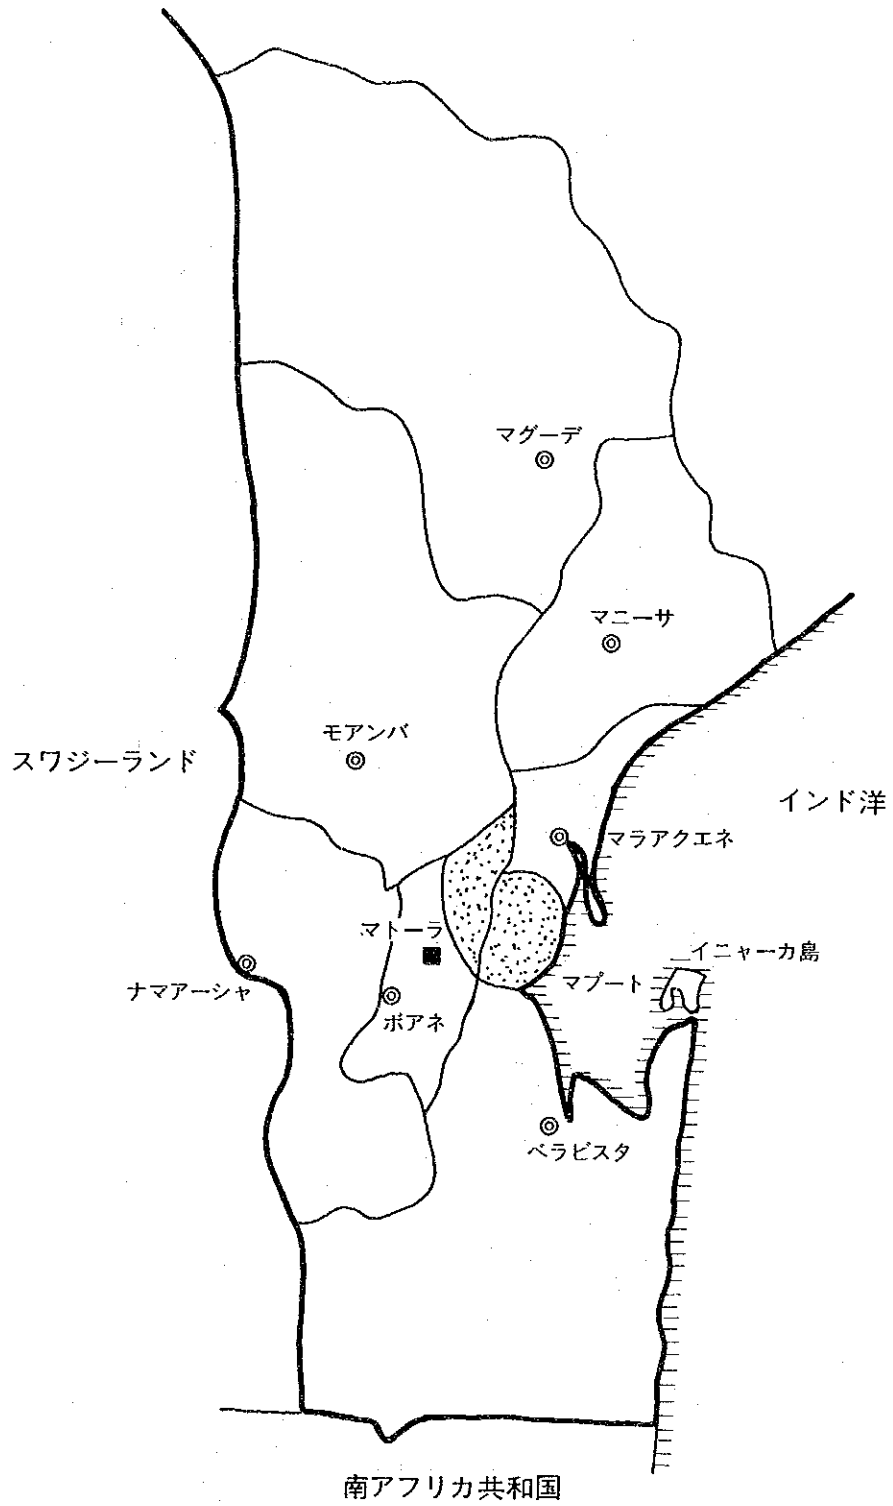 マグーデ
マニーサ
モアンバ
スワジーランド
インド洋
マラアクエネ
マトーラ
イニャーカ島
ナマアーシャ
マプート
ボアネ
ベラビスタ
南アフリカ共和国